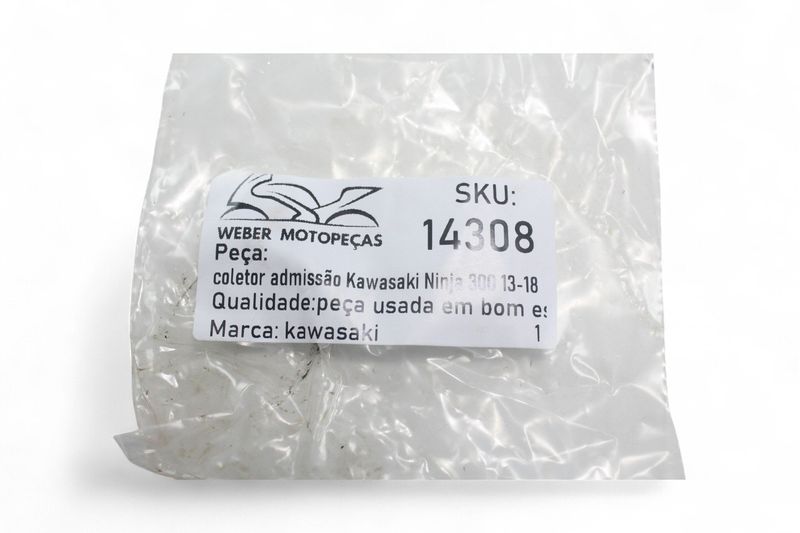 SKU:
WEBER MOTOPEÇAS
14308
Peça:
coletor admissão Kawasaki Ninja 300 13-18
Qualidade:peça usada em bom es
Marca: kawasaki 1